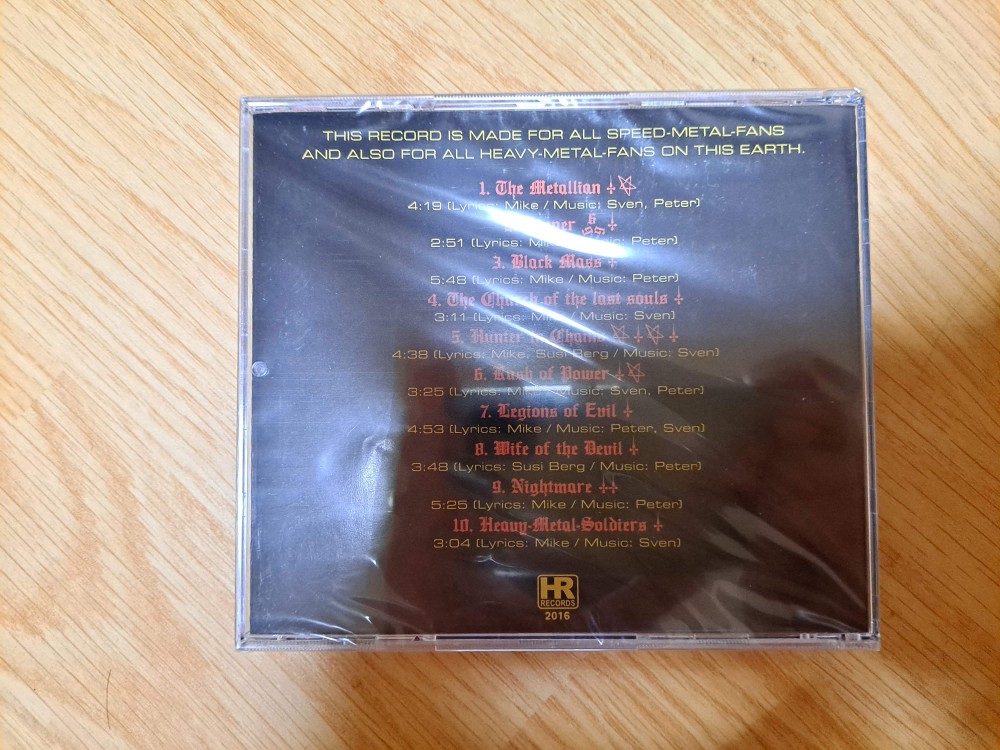 THIS RECORD IS MADE FOR ALL SPEED-METAL-FANS
AND ALSO FOR ALL HEAVY-METAL-FANS ON THIS EARTH.
1. The Metallian
4:19 (Lyrics: Mike / Music: Sven, Peter)
2:51 (Lyrics: Peter)
3. Black Mass
5:48 (Lyrics: Mike / Music: Peter)
4. The Church of the last souls
3:11 (Lyrics: Mike / Music: Sven)
5. Hunter in Chains
4:38 (Lyrics: Mike, Susi Berg / Music: Sven)
6. Rush of Power
3:25 (Lyrics: Mike / Music: Sven, Peter)
7. Legions of Evil
4:53 (Lyrics: Mike / Music: Peter, Sven)
8. Wife of the Devil
3:48 (Lyrics: Susi Berg / Music: Peter)
9. Nightmare
5:25 (Lyrics: Mike / Music: Peter)
10. Heavy-Metal-Soldiers
3:04 (Lyrics: Mike / Music: Sven)
HR
RECORDS
2016